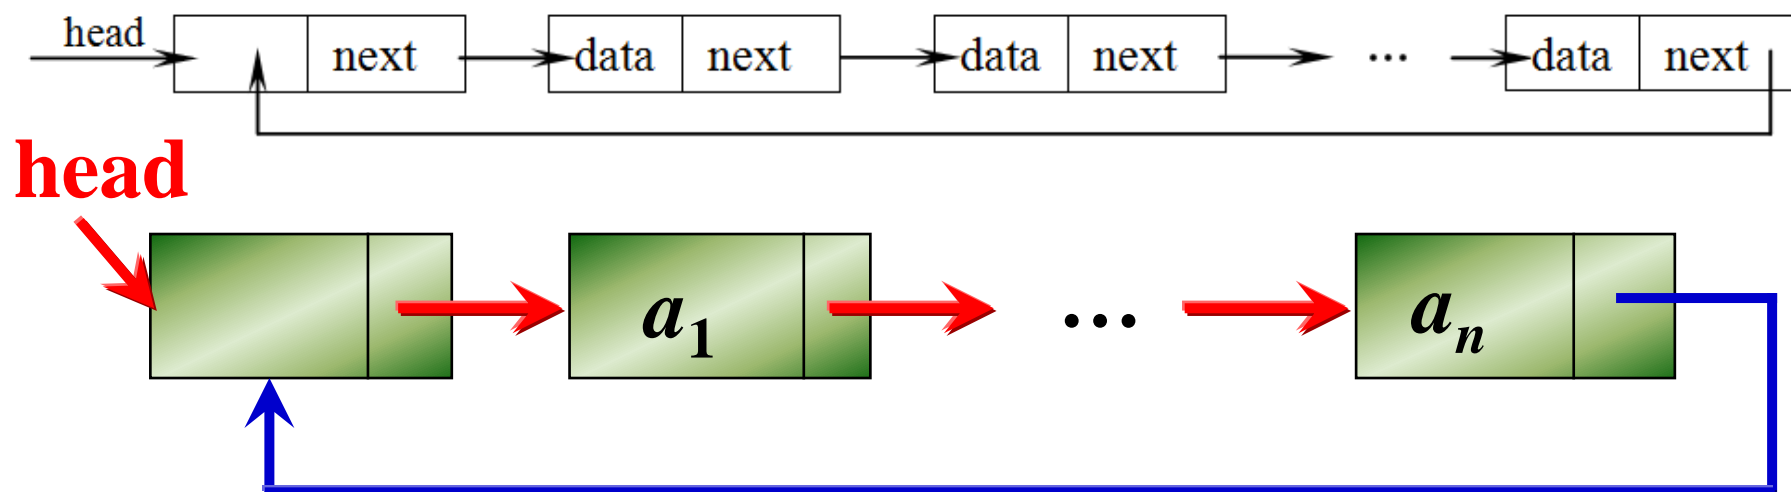 head next data next data next ... data next
head
a1 ... an